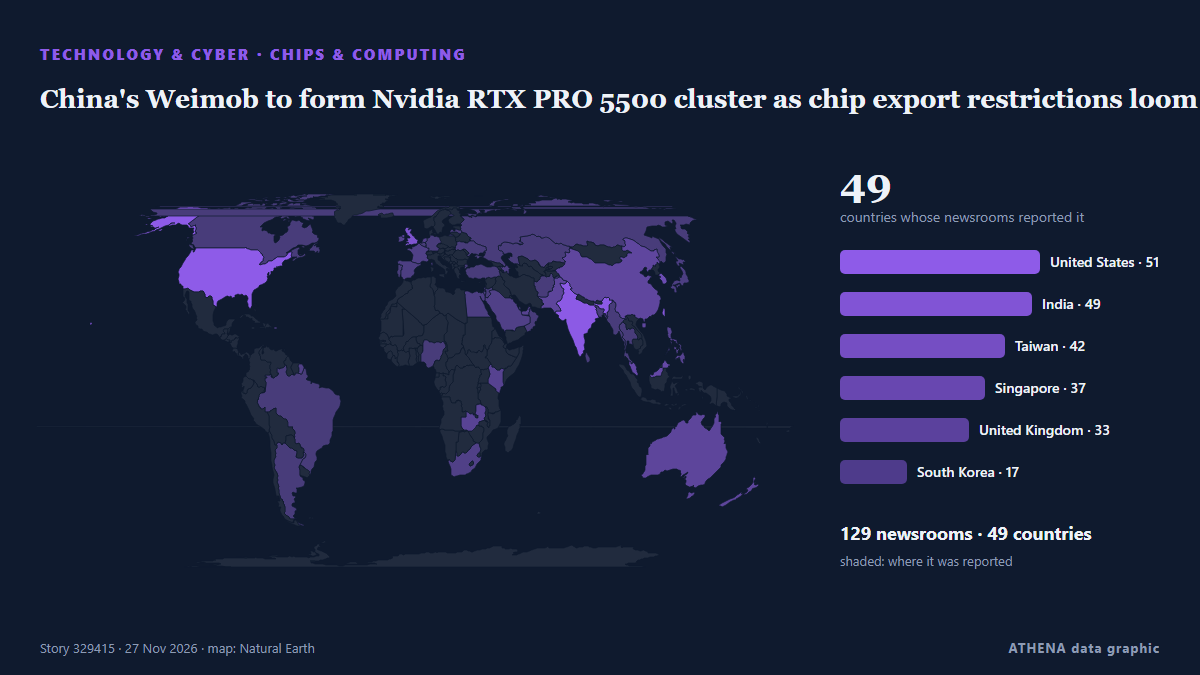 TECHNOLOGY & CYBER · CHIPS & COMPUTING
China's Weimob to form Nvidia RTX PRO 5500 cluster as chip export restrictions loom
49
countries whose newsrooms reported it
United States · 51
India · 49
Taiwan · 42
Singapore · 37
United Kingdom · 33
South Korea · 17
129 newsrooms · 49 countries
shaded: where it was reported
Story 329415 · 27 Nov 2026 · map: Natural Earth
ATHENA data graphic